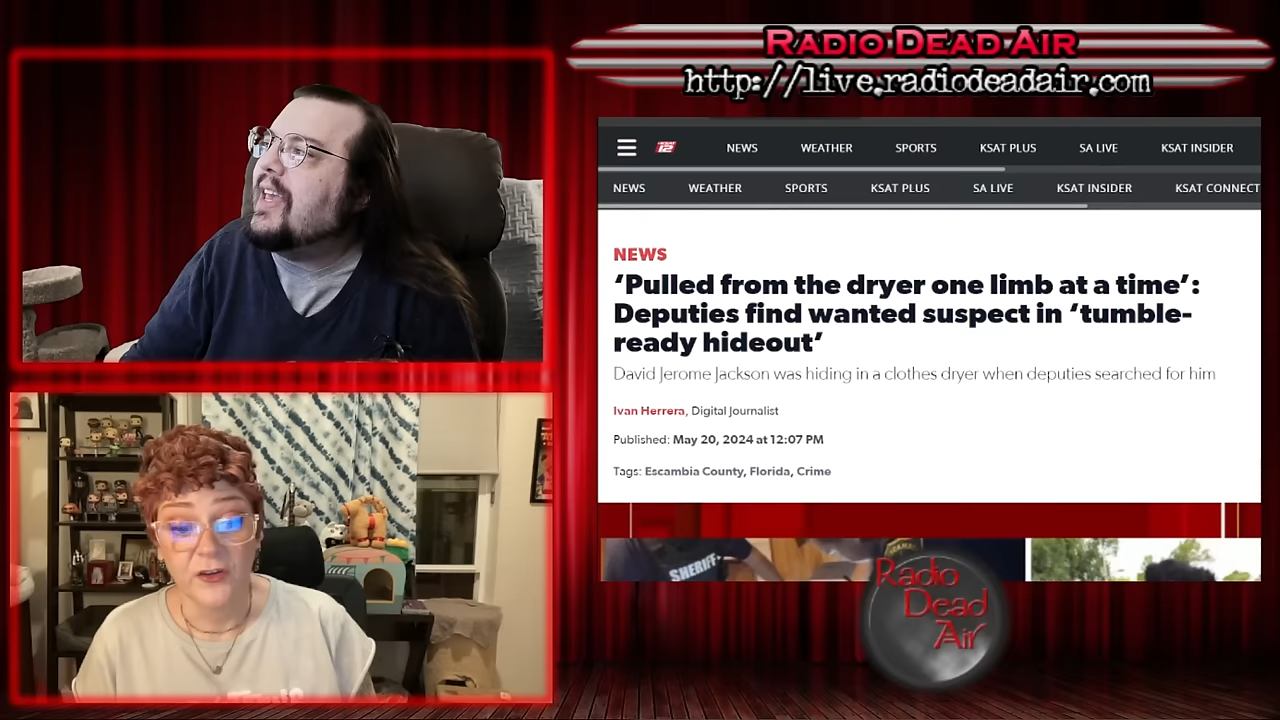 RADIO DEAD AIR
http://live.radiodeadair.com
12 NEWS WEATHER SPORTS KSAT PLUS SA LIVE KSAT INSIDER
NEWS WEATHER SPORTS KSAT PLUS SA LIVE KSAT INSIDER KSAT CONNECT
NEWS
‘Pulled from the dryer one limb at a time’:
Deputies find wanted suspect in ‘tumble-
ready hideout‘
David Jerome Jackson was hiding in a clothes dryer when deputies searched for him
Ivan Herrera, Digital Journalist
Published: May 20, 2024 at 12:07 PM
Tags: Escambia County, Florida, Crime
SHERIFF
Radio
Dead
Air